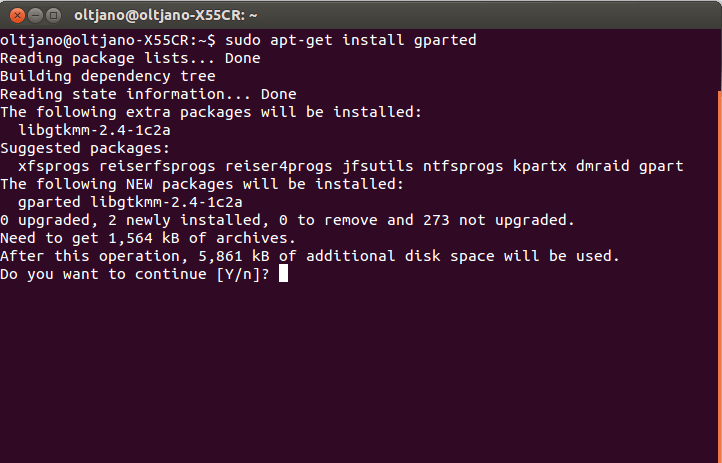 oltjano@oltjano-X55CR: ~
oltjano@oltjano-X55CR:~$ sudo apt-get install gparted
Reading package lists... Done
Building dependency tree
Reading state information... Done
The following extra packages will be installed:
  libgtkmm-2.4-1c2a
Suggested packages:
  xfsprogs reiserfsprogs reiser4progs jfsutils ntfsprogs kpartx dmraid gpart
The following NEW packages will be installed:
  gparted libgtkmm-2.4-1c2a
0 upgraded, 2 newly installed, 0 to remove and 273 not upgraded.
Need to get 1,564 kB of archives.
After this operation, 5,861 kB of additional disk space will be used.
Do you want to continue [Y/n]?